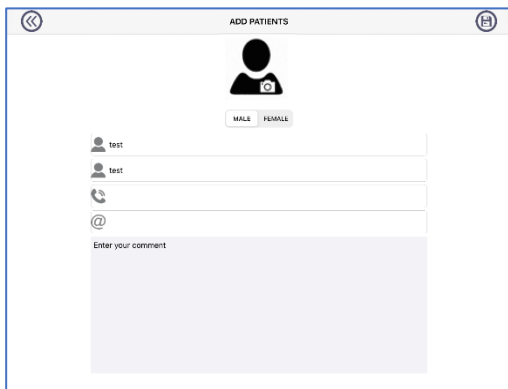 ADD PATIENTS
MALE FEMALE
test
test
@
Enter your comment